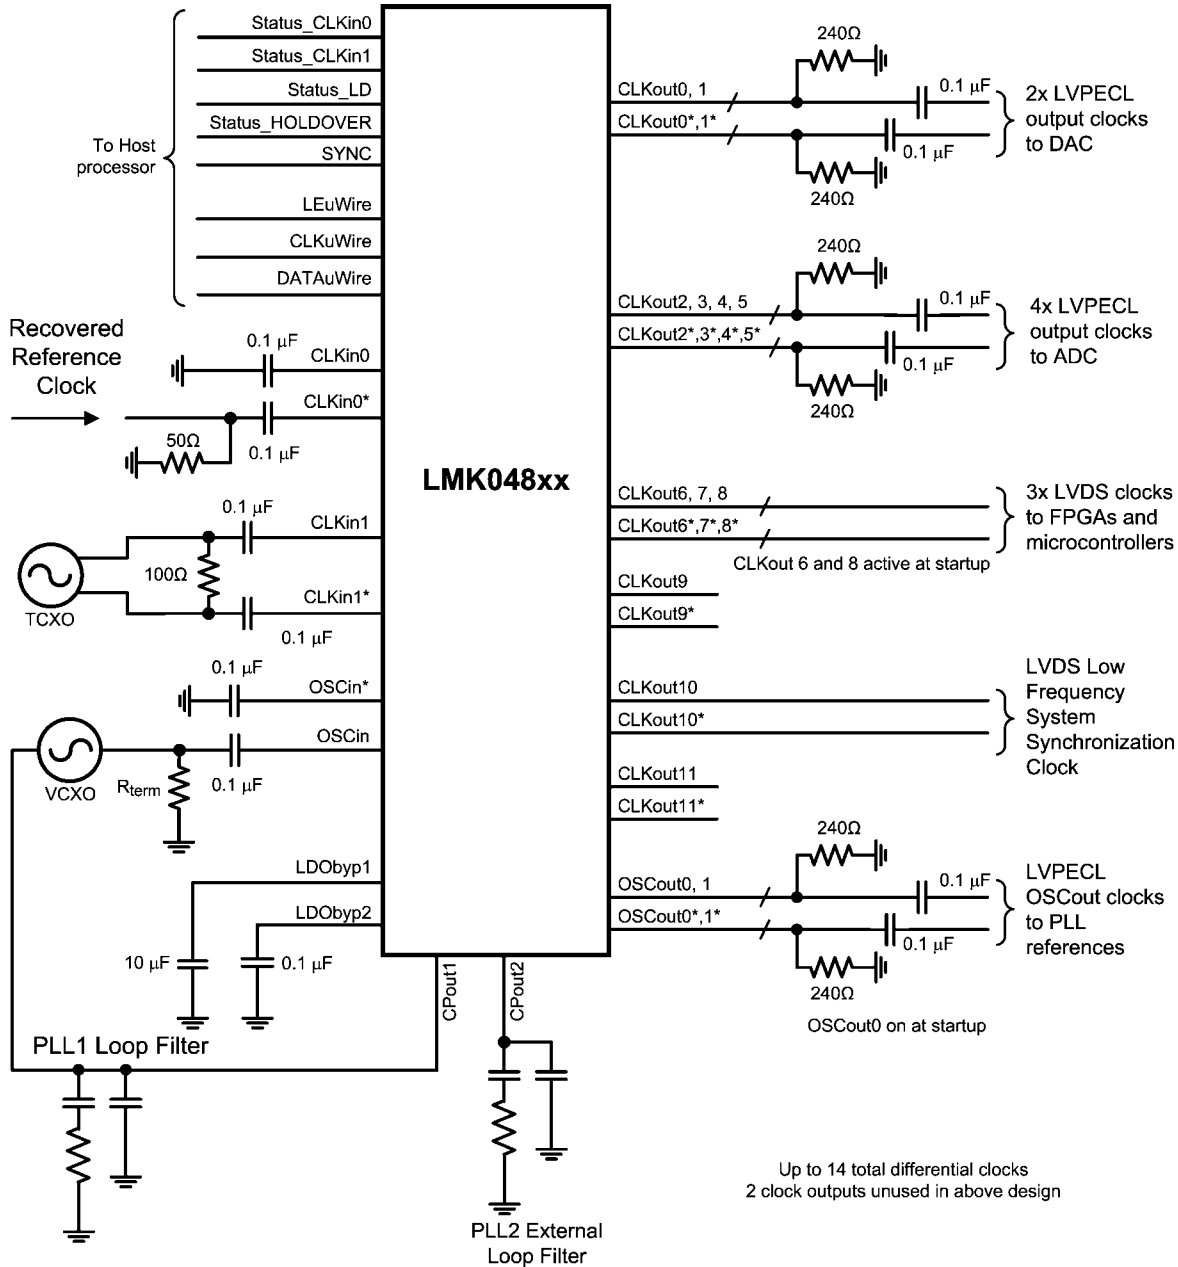 Status_CLKin0
Status_CLKin1
Status_LD
Status_HOLDOVER
SYNC
To Host
processor
LEuWire
CLKuWire
DATAuWire
Recovered
Reference
Clock
0.1 µF
CLKin0
CLKin0*
50Ω
0.1 µF
0.1 µF
CLKin1
100Ω
CLKin1*
TCXO
0.1 µF
0.1 µF
OSCin*
OSCin
VCXO
Rterm
0.1 µF
LDObyp1
LDObyp2
10 µF
0.1 µF
CPout1
CPout2
PLL1 Loop Filter
PLL2 External
Loop Filter
LMK048xx
240Ω
CLKout0, 1
0.1 µF
CLKout0*,1*
0.1 µF
240Ω
2x LVPECL
output clocks
to DAC
240Ω
CLKout2, 3, 4, 5
0.1 µF
CLKout2*,3*,4*,5*
0.1 µF
240Ω
4x LVPECL
output clocks
to ADC
CLKout6, 7, 8
CLKout6*,7*,8*
CLKout 6 and 8 active at startup
3x LVDS clocks
to FPGAs and
microcontrollers
CLKout9
CLKout9*
CLKout10
CLKout10*
LVDS Low
Frequency
System
Synchronization
Clock
CLKout11
CLKout11*
240Ω
OSCout0, 1
0.1 µF
OSCout0*,1*
0.1 µF
240Ω
LVPECL
OSCout clocks
to PLL
references
OSCout0 on at startup
Up to 14 total differential clocks
2 clock outputs unused in above design